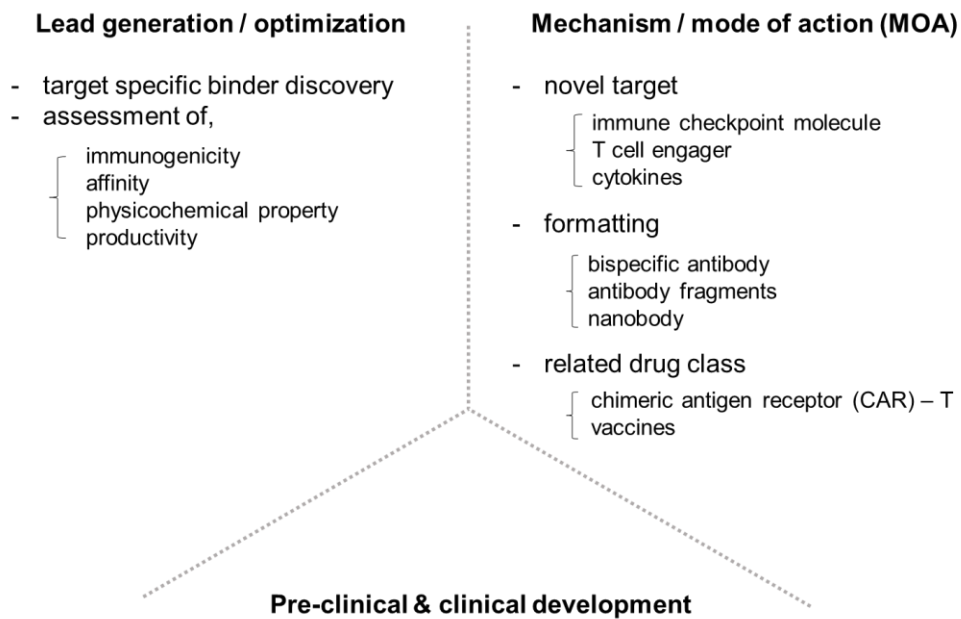 Lead generation / optimization
- target specific binder discovery
- assessment of,
immunogenicity
affinity
physicochemical property
productivity
Mechanism / mode of action (MOA)
- novel target
immune checkpoint molecule
T cell engager
cytokines
- formatting
bispecific antibody
antibody fragments
nanobody
- related drug class
chimeric antigen receptor (CAR) – T
vaccines
Pre-clinical & clinical development